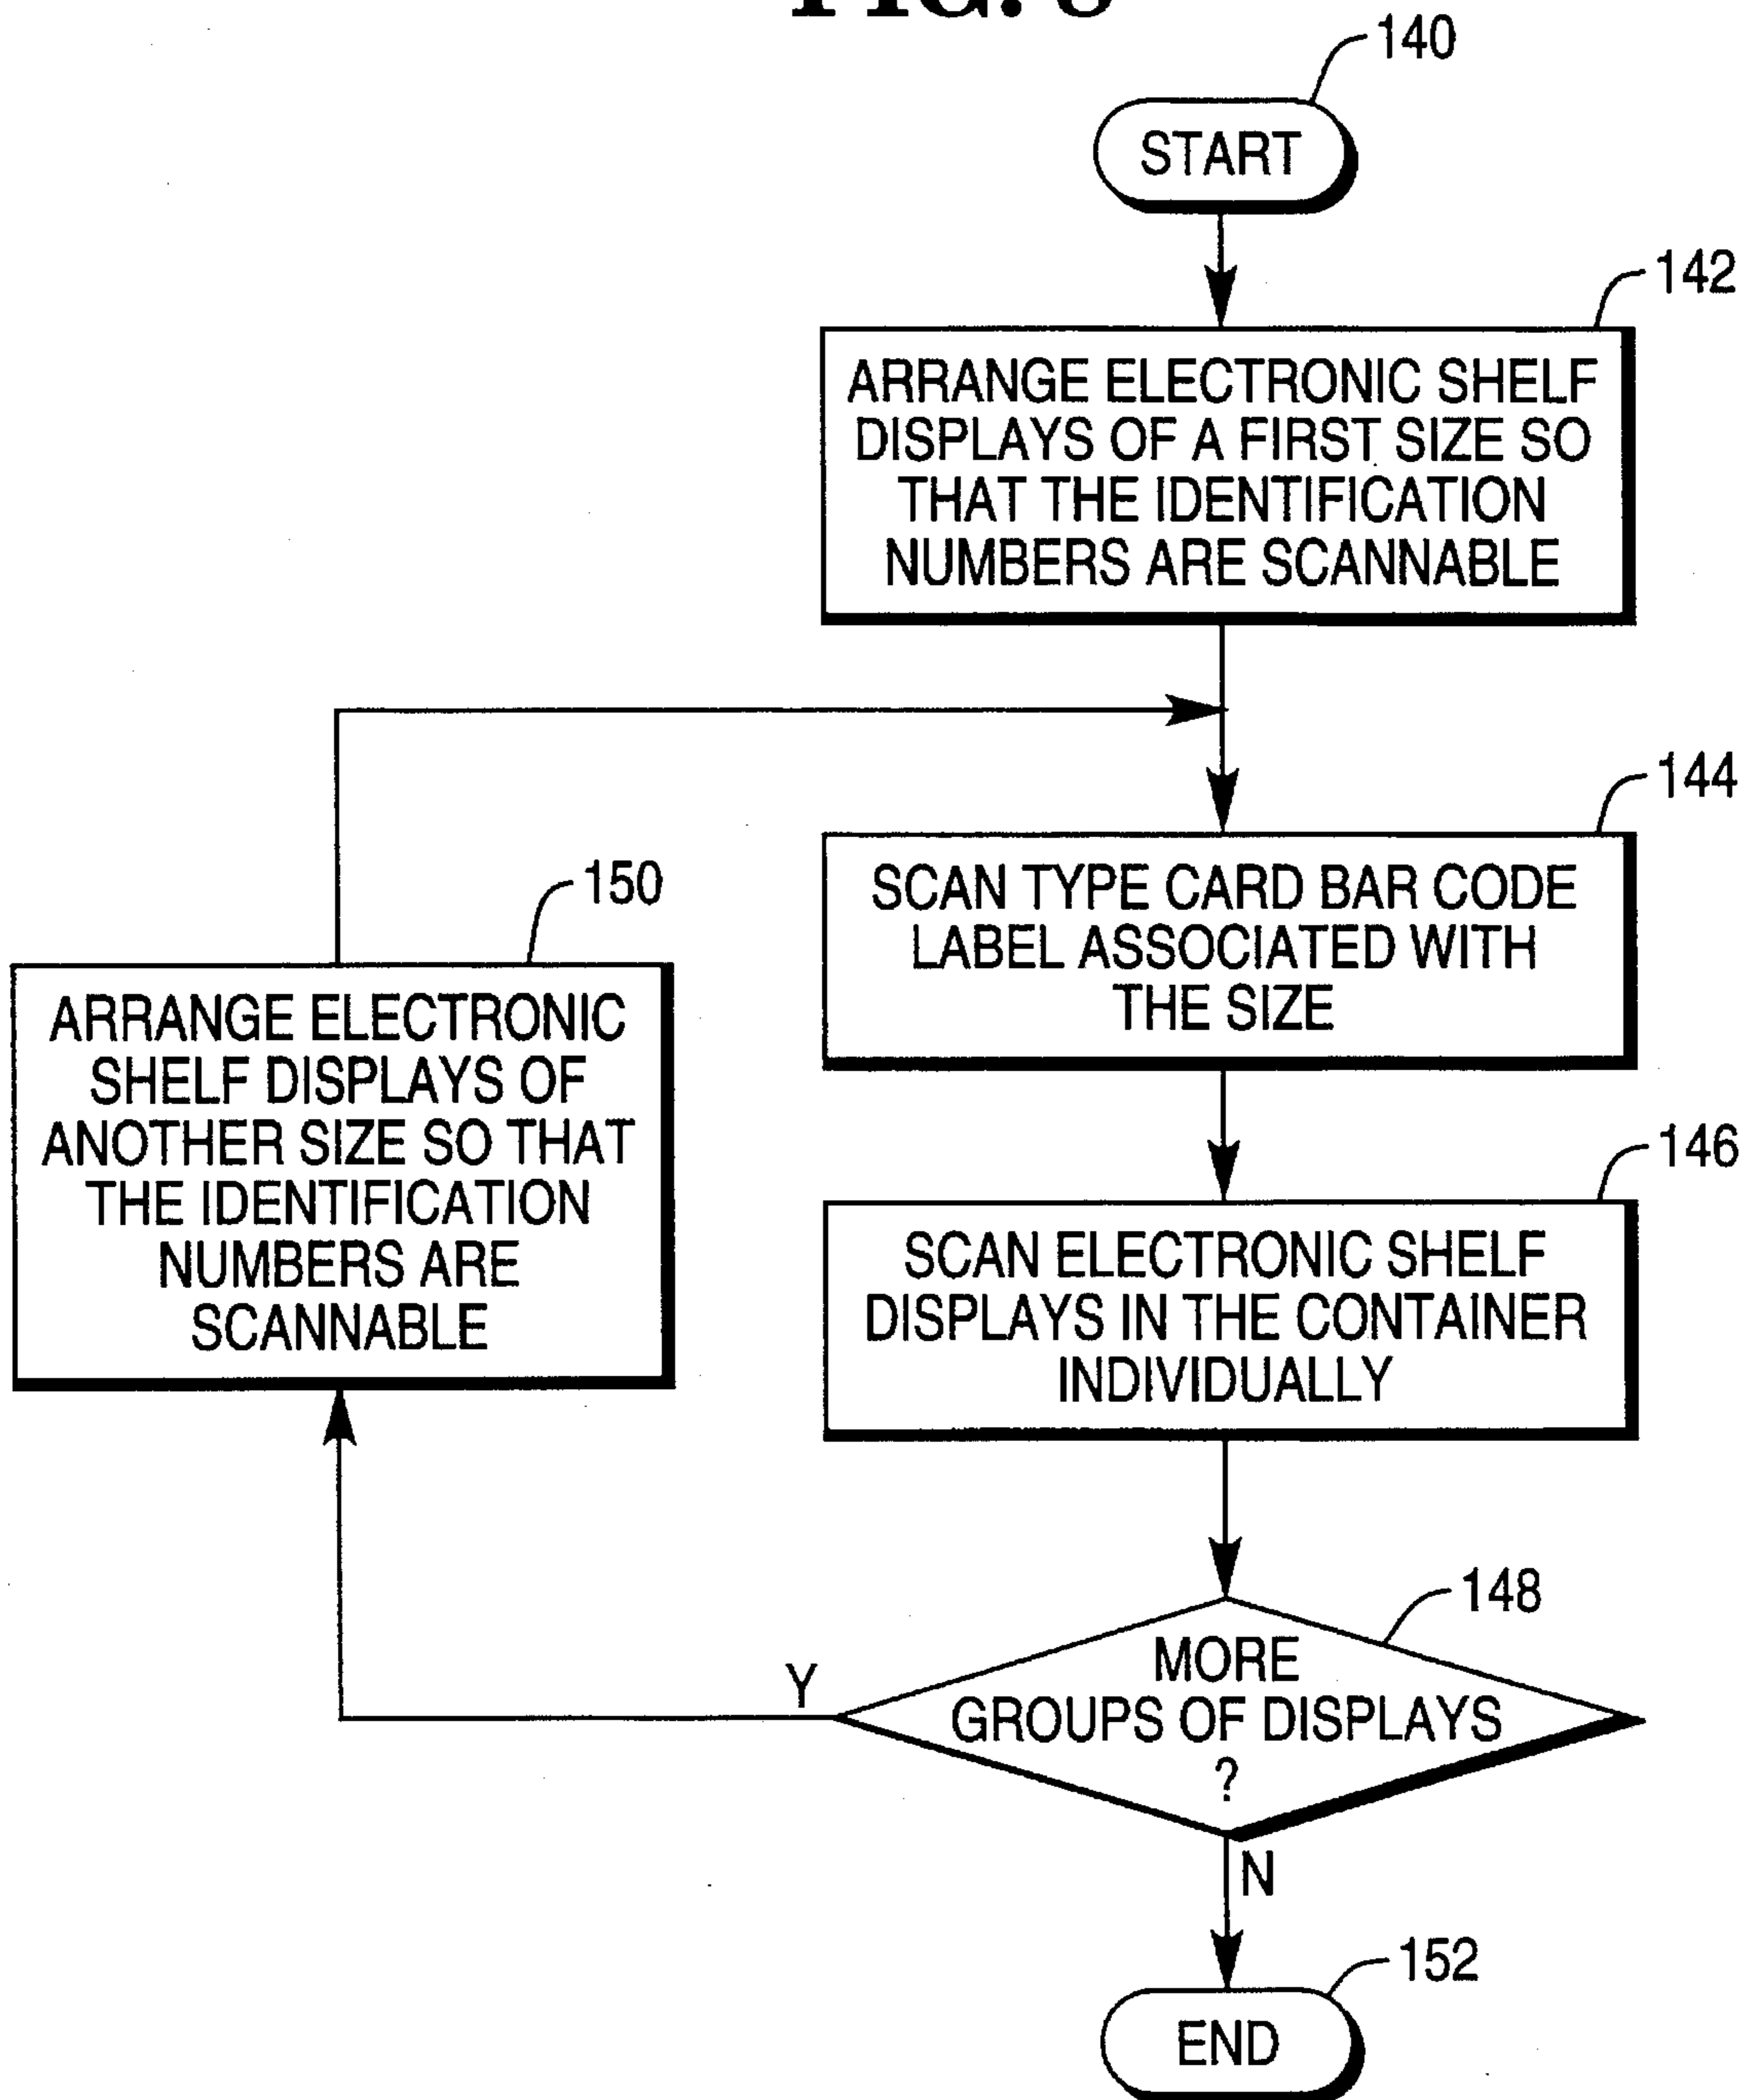 FIG.
140
START
142
ARRANGE ELECTRONIC SHELF
DISPLAYS OF A FIRST SIZE SO
THAT THE IDENTIFICATION
NUMBERS ARE SCANNABLE
144
SCAN TYPE CARD BAR CODE
LABEL ASSOCIATED WITH
THE SIZE
150
ARRANGE ELECTRONIC
SHELF DISPLAYS OF
ANOTHER SIZE SO THAT
THE IDENTIFICATION
NUMBERS ARE
SCANNABLE
146
SCAN ELECTRONIC SHELF
DISPLAYS IN THE CONTAINER
INDIVIDUALLY
148
MORE
GROUPS OF DISPLAYS
?
Y
N
152
END